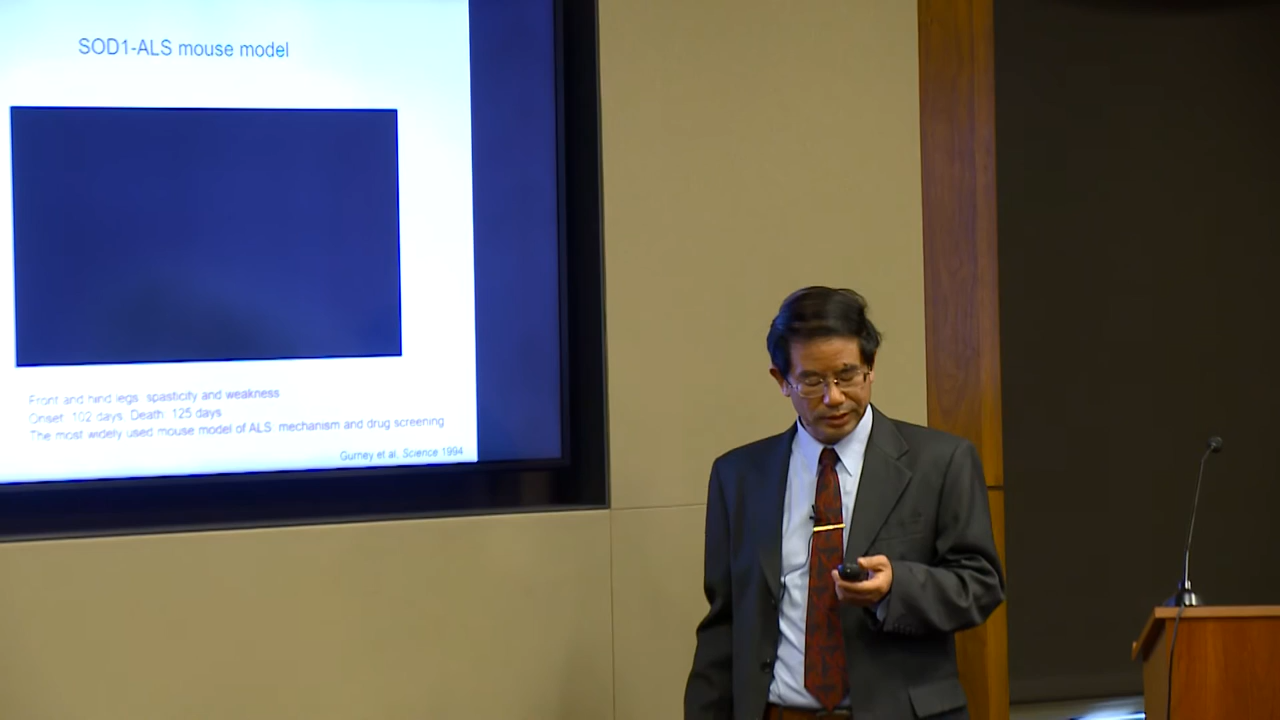 SOD1-ALS mouse model
Front and hind legs: spasticity and weakness
Onset: 102 days; Death: 125 days
The most widely used mouse model of ALS: mechanism and drug screening
Gurney et al, Science 1994